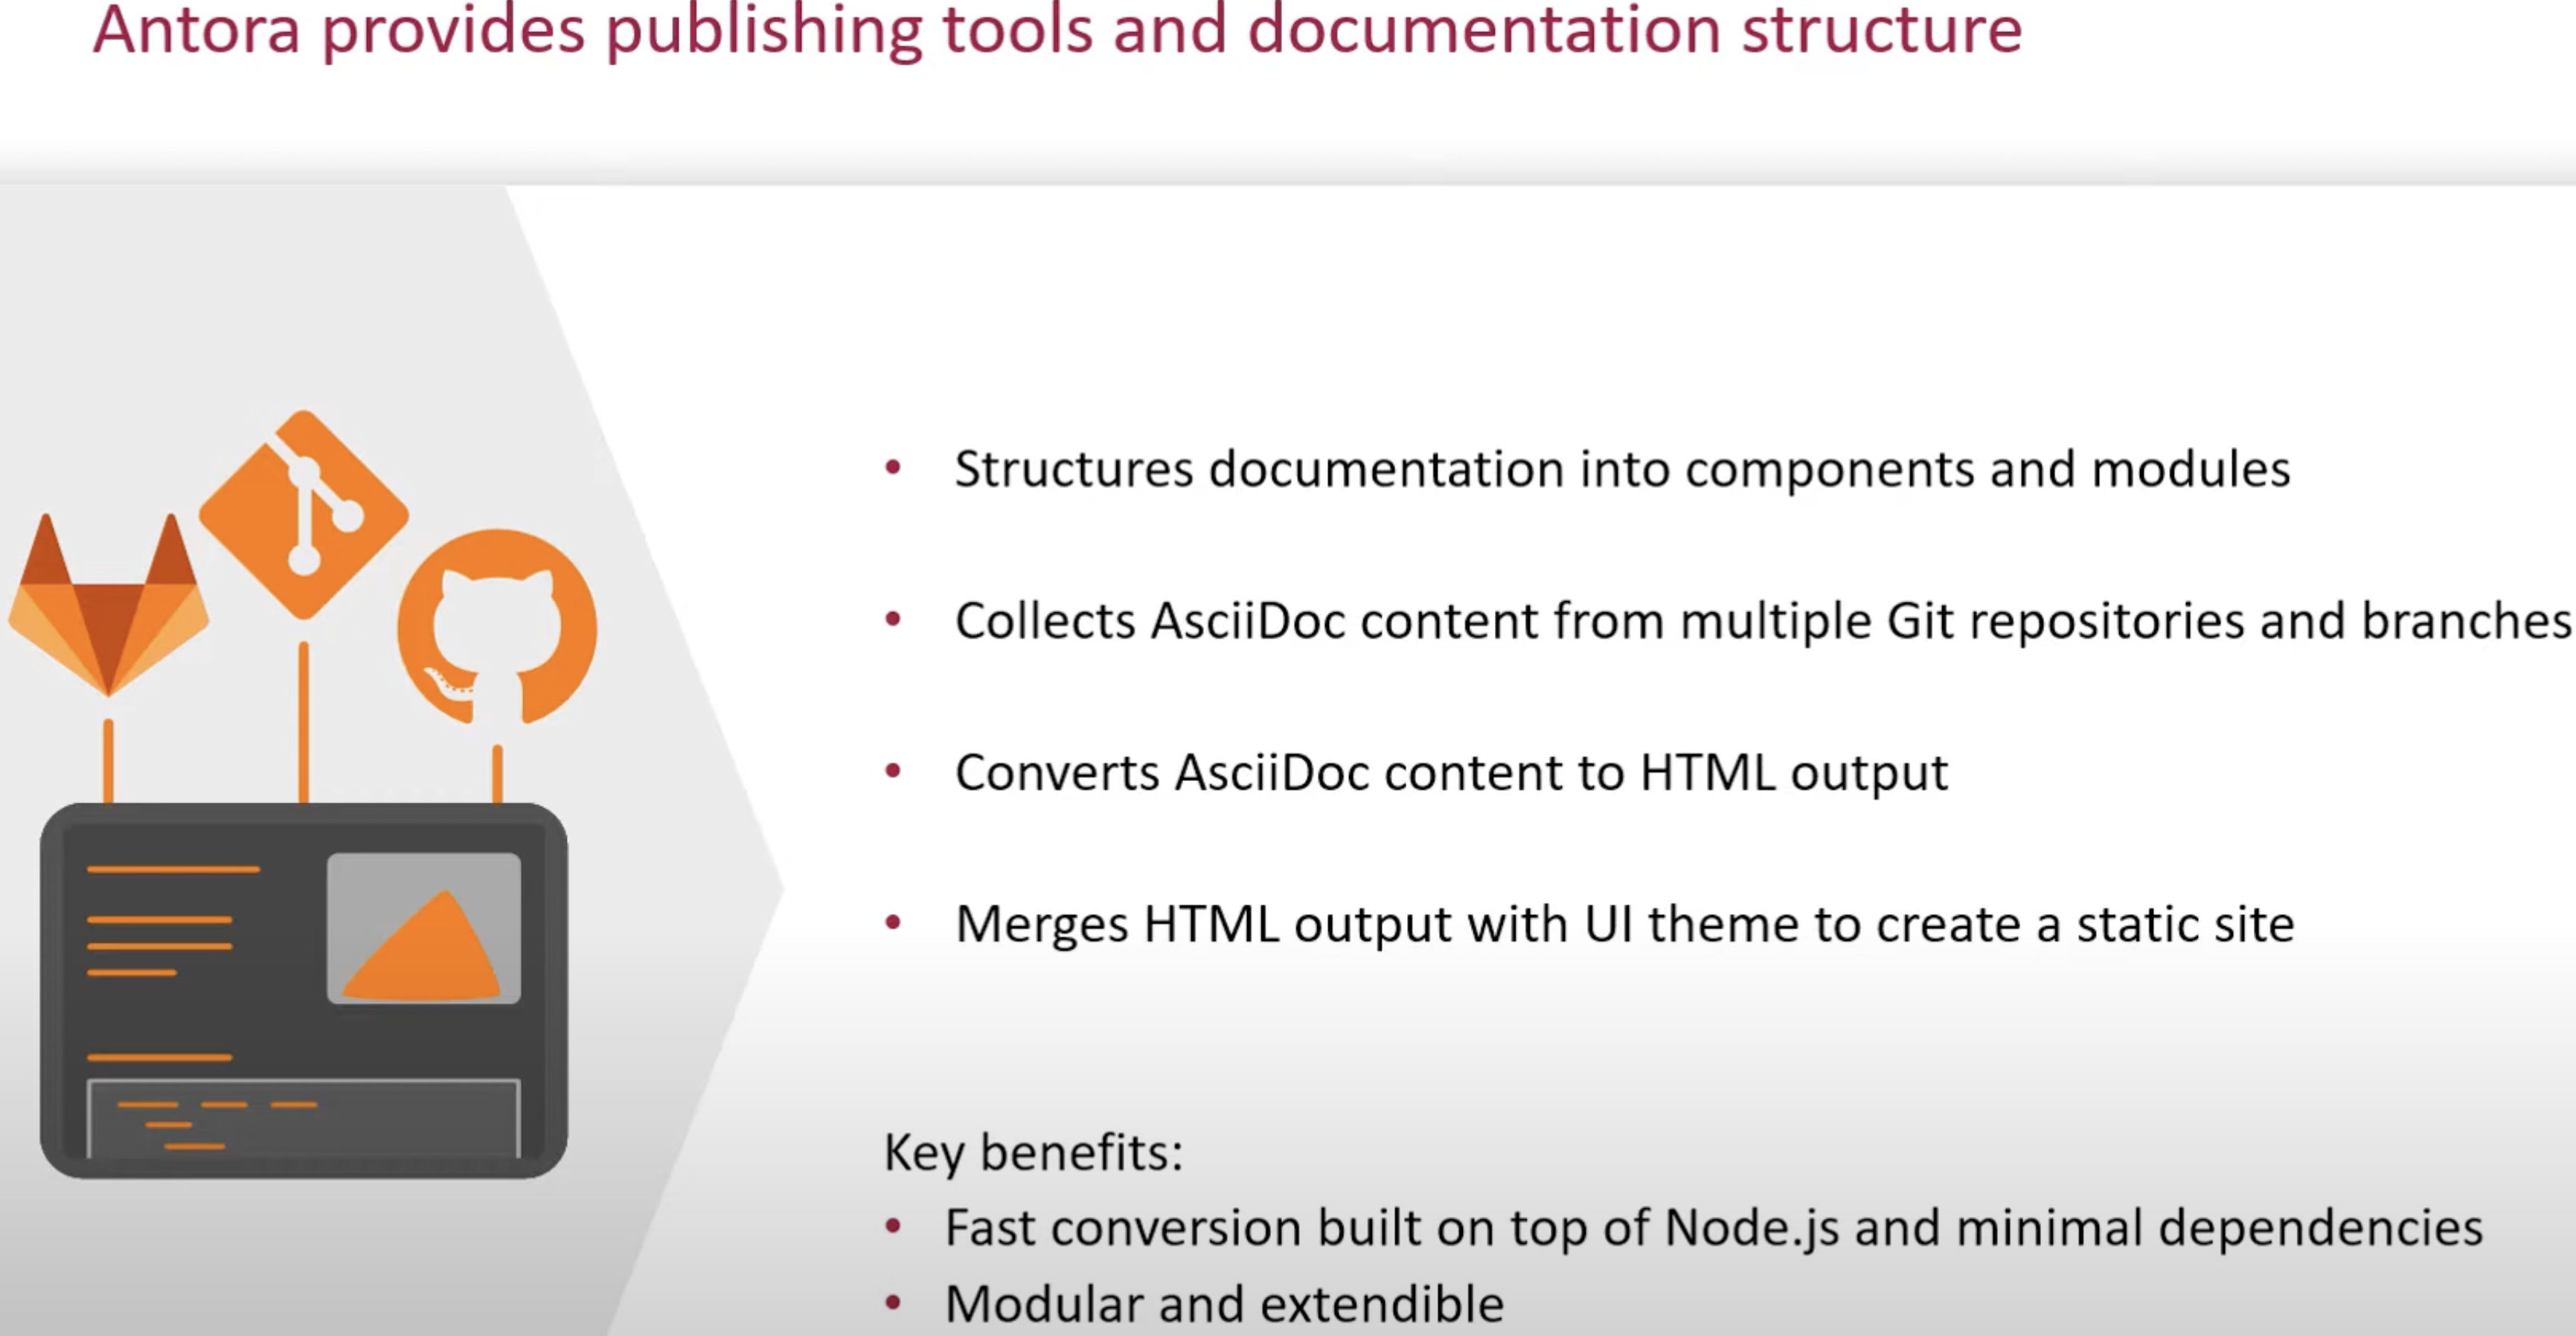 Antora provides publishing tools and documentation structure
• Structures documentation into components and modules
• Collects AsciiDoc content from multiple Git repositories and branches
• Converts AsciiDoc content to HTML output
• Merges HTML output with UI theme to create a static site
Key benefits:
• Fast conversion built on top of Node.js and minimal dependencies
• Modular and extendible